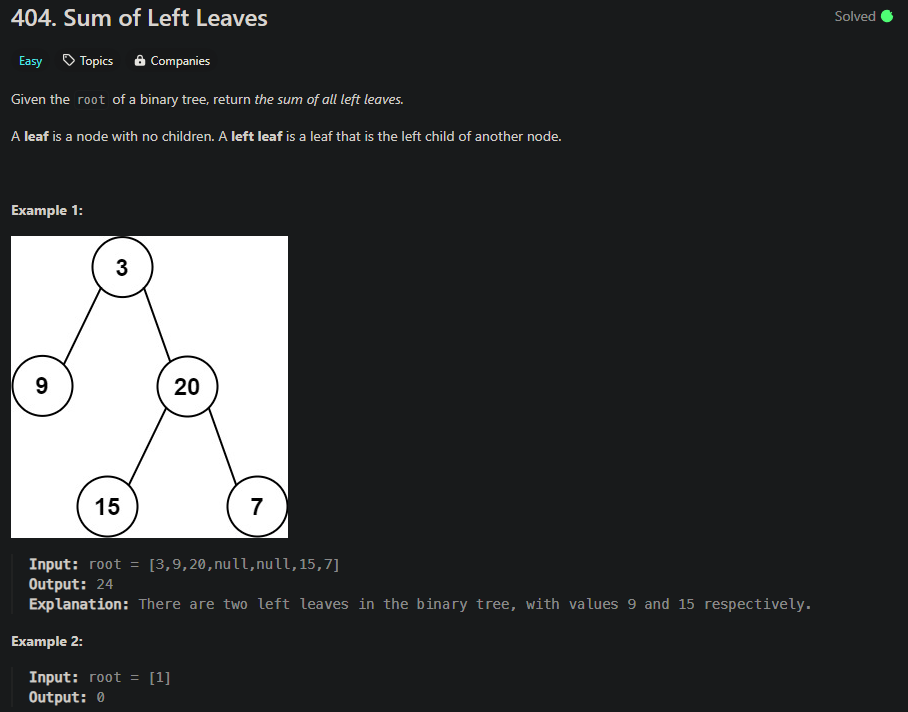 404. Sum of Left Leaves
Solved
Easy Topics Companies
Given the root of a binary tree, return the sum of all left leaves.
A leaf is a node with no children. A left leaf is a leaf that is the left child of another node.
Example 1:
3
9 20
15 7
Input: root = [3,9,20,null,null,15,7]
Output: 24
Explanation: There are two left leaves in the binary tree, with values 9 and 15 respectively.
Example 2:
Input: root = [1]
Output: 0